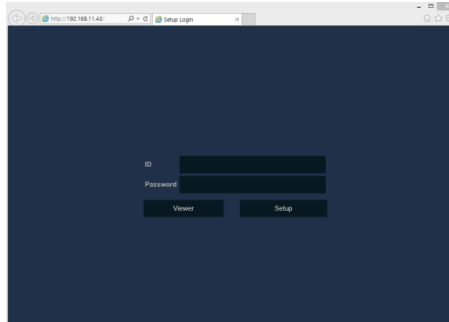 http://192.168.11.43/
Setup Login
ID
Password
Viewer
Setup